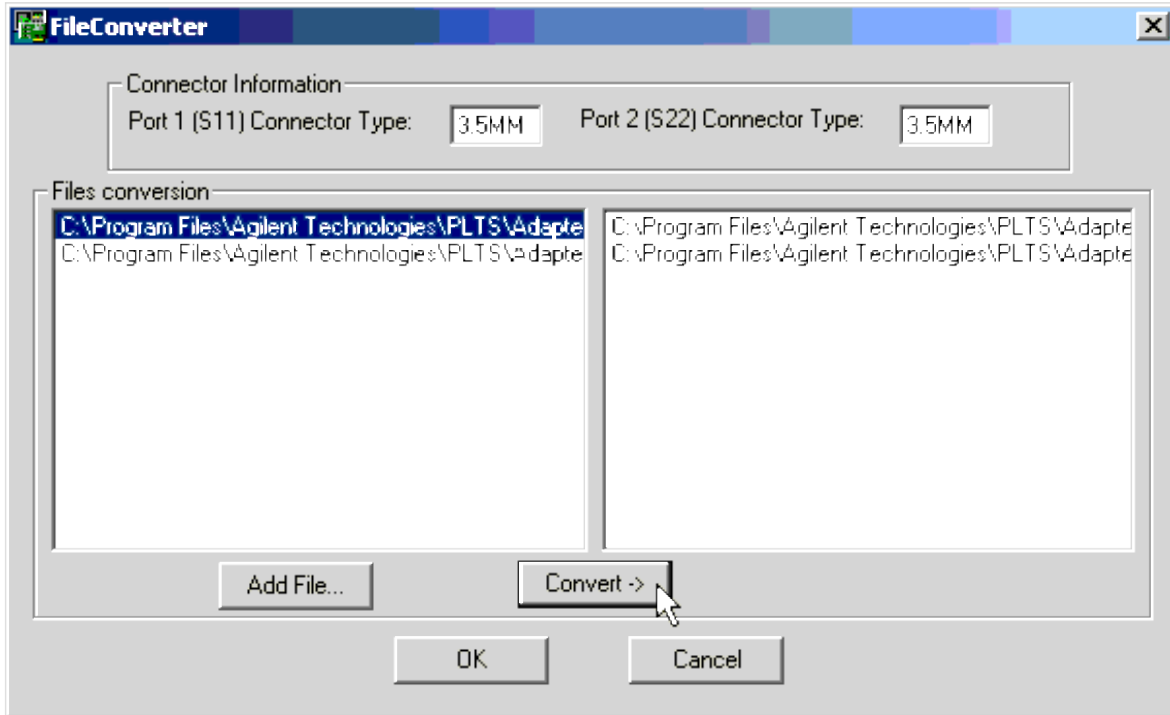 FileConverter
Connector Information
Port 1 (S11) Connector Type: 3.5MM Port 2 (S22) Connector Type: 3.5MM
Files conversion
C:\Program Files\Agilent Technologies\PLTS\Adapte C:\Program Files\Agilent Technologies\PLTS\Adapte
C:\Program Files\Agilent Technologies\PLTS\Adapte C:\Program Files\Agilent Technologies\PLTS\Adapte
Add File... Convert ->
OK Cancel